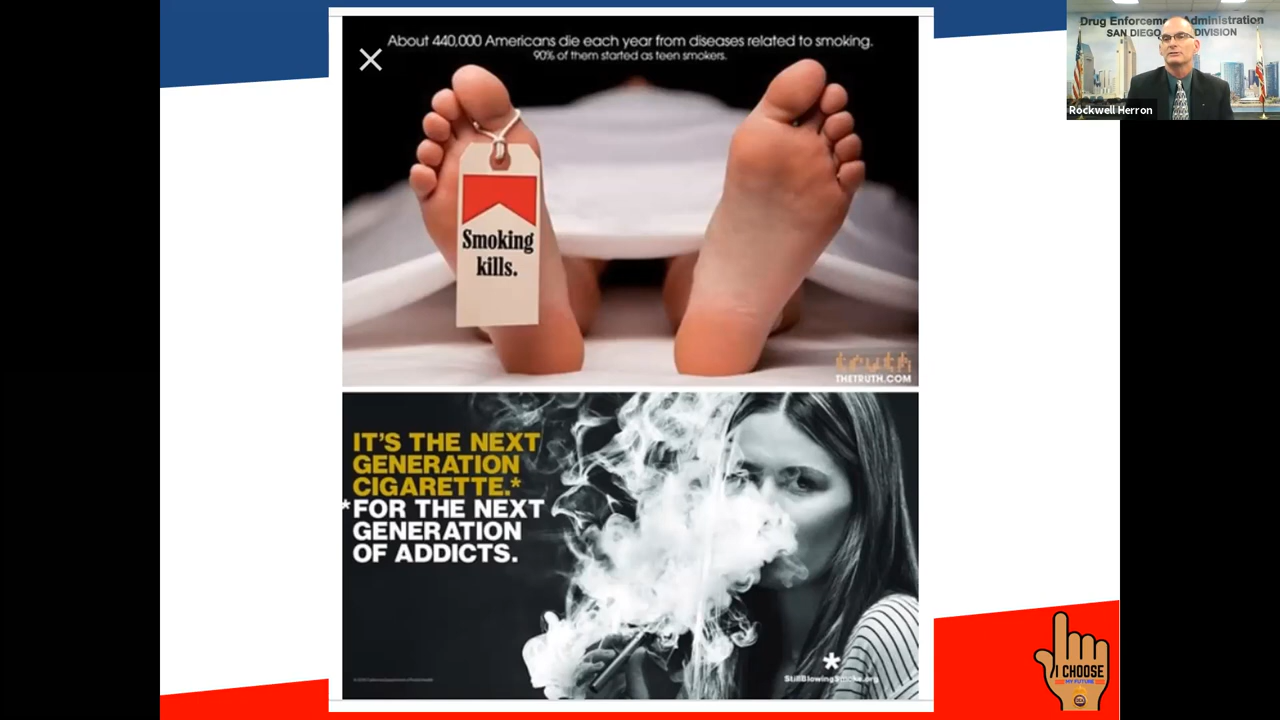 About 440,000 Americans die each year from diseases related to smoking.
90% of them started as teen smokers.
Smoking
kills.
truth
THETRUTH.COM
IT'S THE NEXT
GENERATION
CIGARETTE.*
*FOR THE NEXT
GENERATION
OF ADDICTS.
StillBlowingSmoke.org
Drug Enforcement Administration
SAN DIEGO DIVISION
Rockwell Herron
I CHOOSE
MY FUTURE